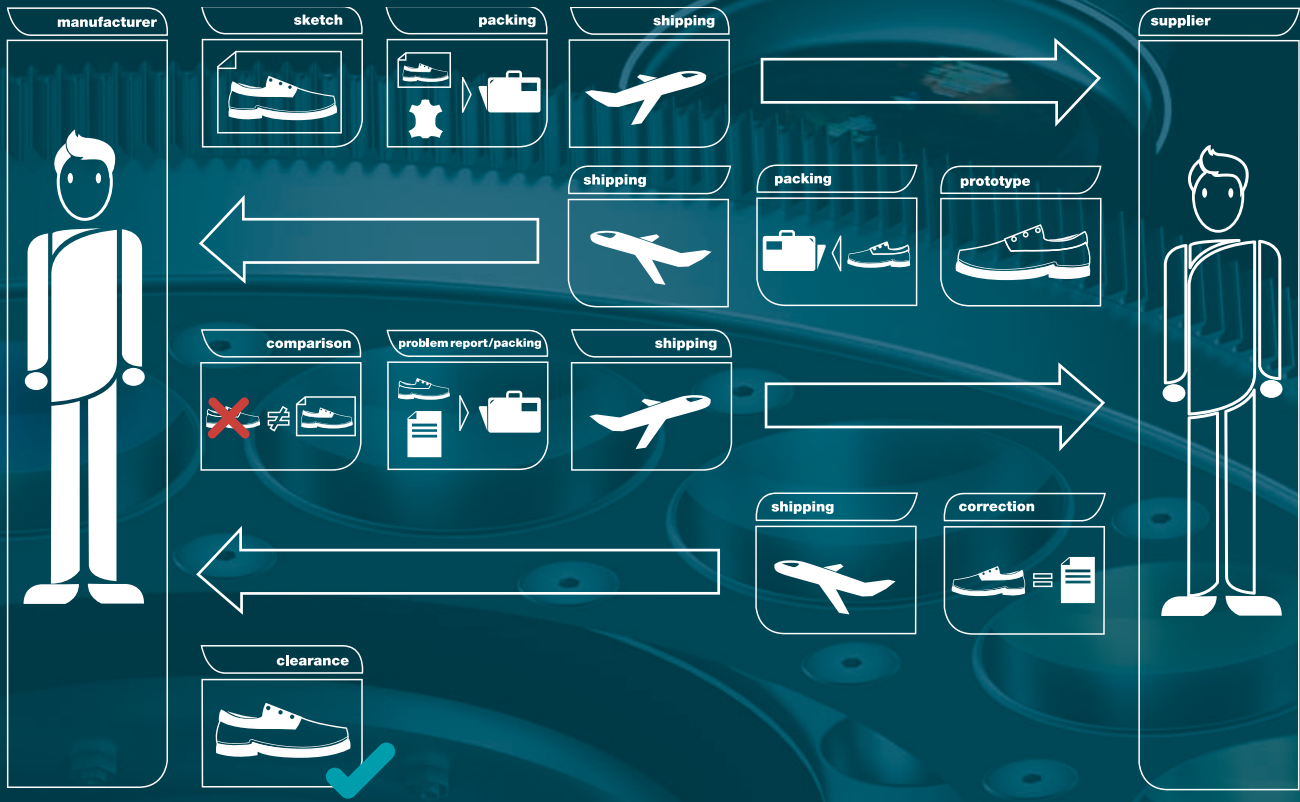 manufacturer
sketch
packing
shipping
supplier
shipping
packing
prototype
comparison
problem report/packing
shipping
shipping
correction
clearance